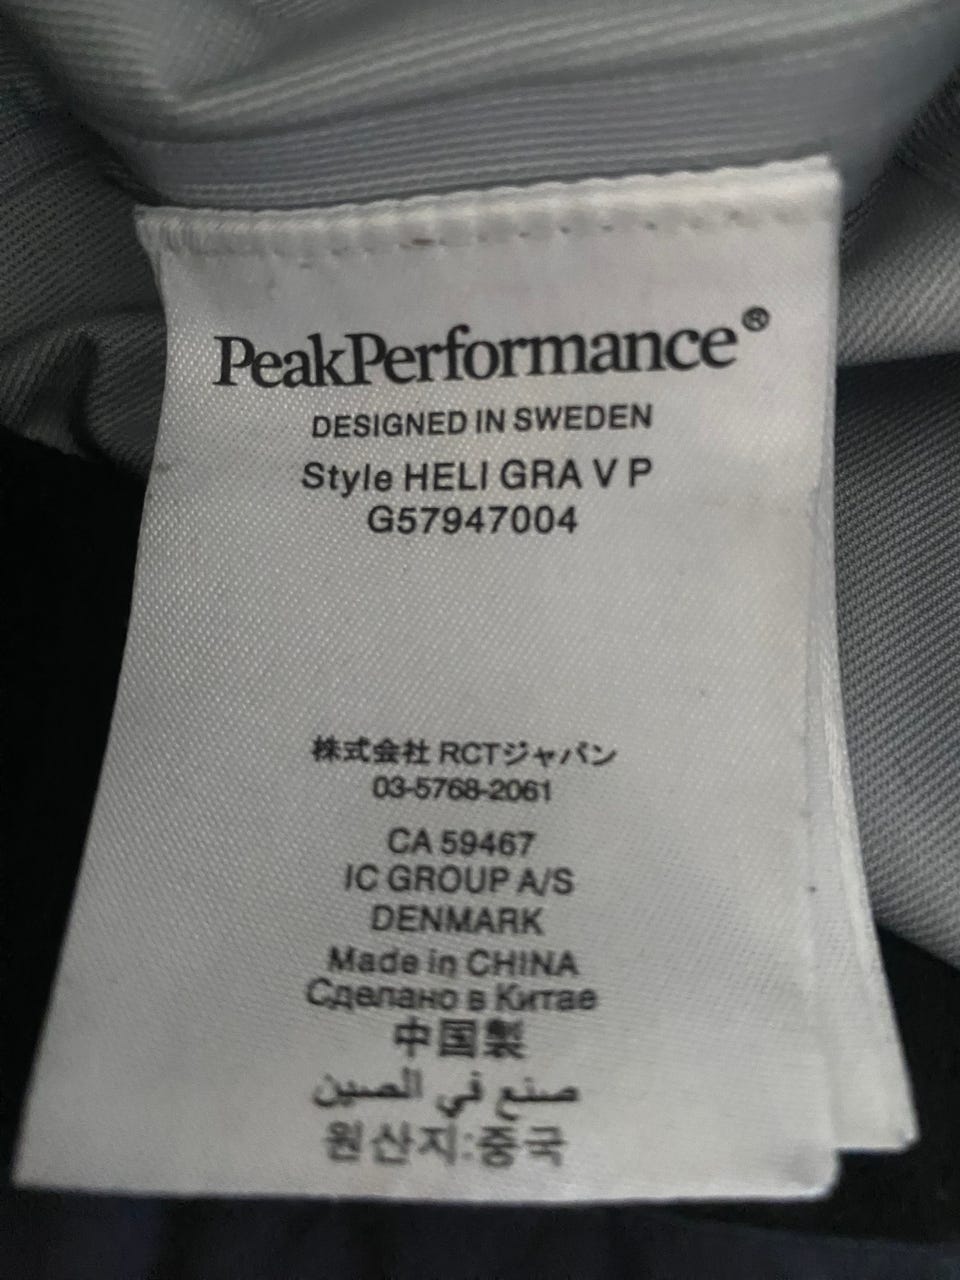 PeakPerformance®
DESIGNED IN SWEDEN
Style HELI GRA V P
G57947004
株式会社 RCTジャパン
03-5768-2061
CA 59467
IC GROUP A/S
DENMARK
Made in CHINA
Сделано в Китае
中国製
صنع في الصين
원산지:중국